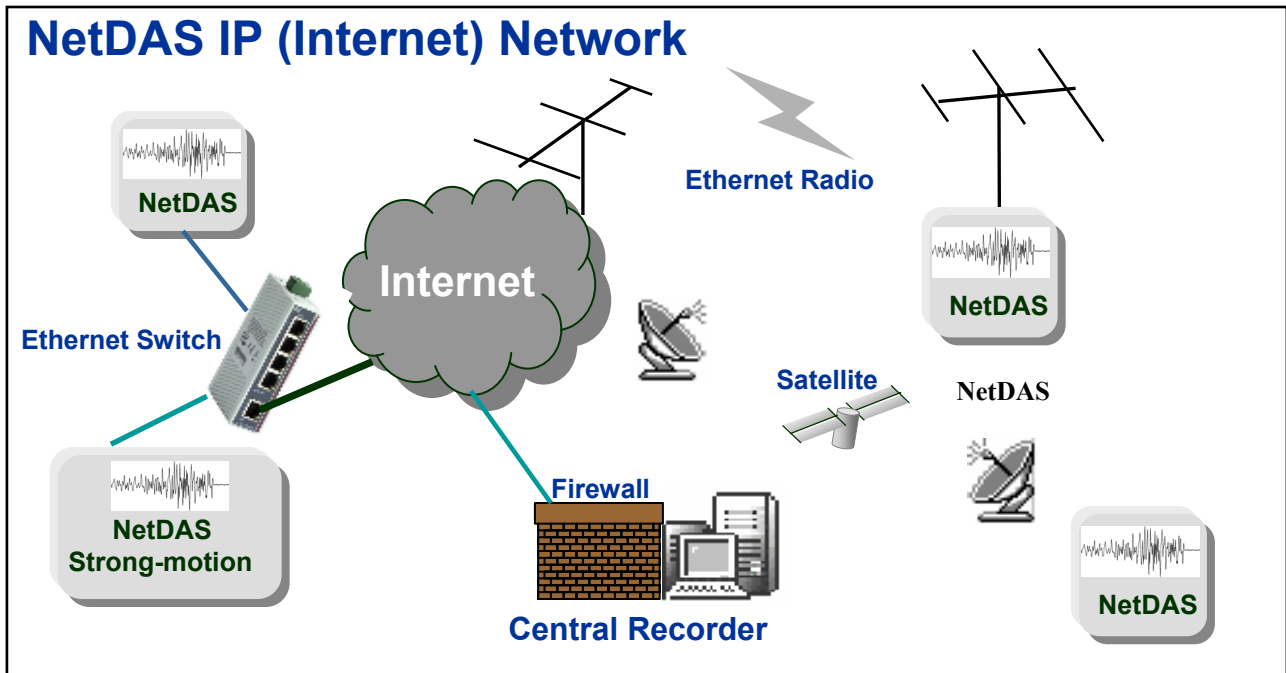 NetDAS IP (Internet) Network
NetDAS
Ethernet Radio
Internet
NetDAS
Ethernet Switch
Satellite
NetDAS
Firewall
NetDAS
Strong-motion
NetDAS
Central Recorder